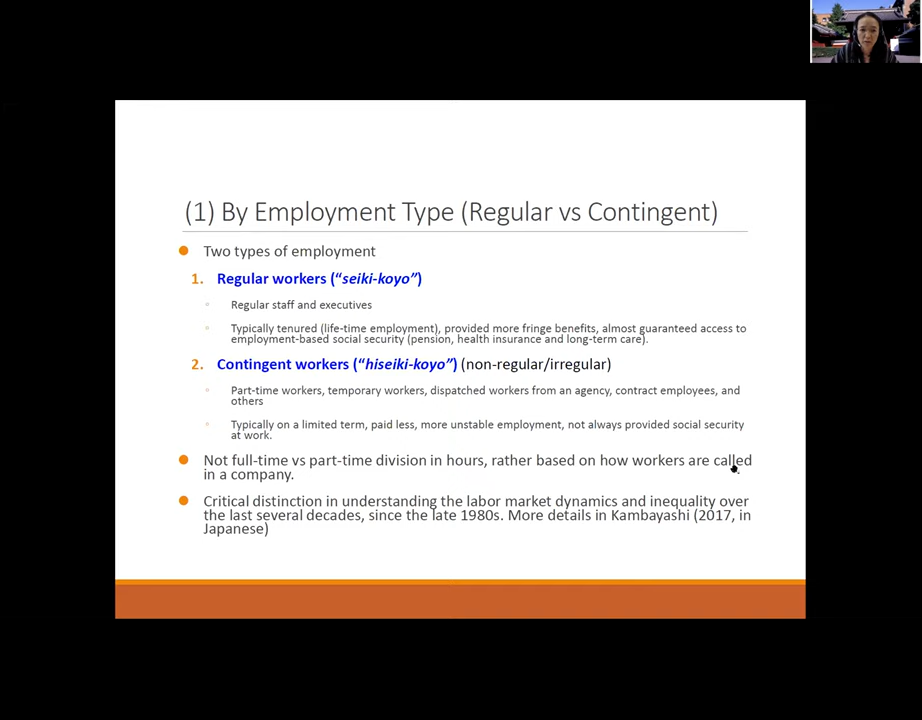 (1) By Employment Type (Regular vs Contingent)
Two types of employment
1. Regular workers (“seiki-koyo”)
Regular staff and executives
Typically tenured (life-time employment), provided more fringe benefits, almost guaranteed access to
employment-based social security (pension, health insurance and long-term care).
2. Contingent workers (“hiseiki-koyo”) (non-regular/irregular)
Part-time workers, temporary workers, dispatched workers from an agency, contract employees, and
others
Typically on a limited term, paid less, more unstable employment, not always provided social security
at work.
Not full-time vs part-time division in hours, rather based on how workers are called
in a company.
Critical distinction in understanding the labor market dynamics and inequality over
the last several decades, since the late 1980s. More details in Kambayashi (2017, in
Japanese)